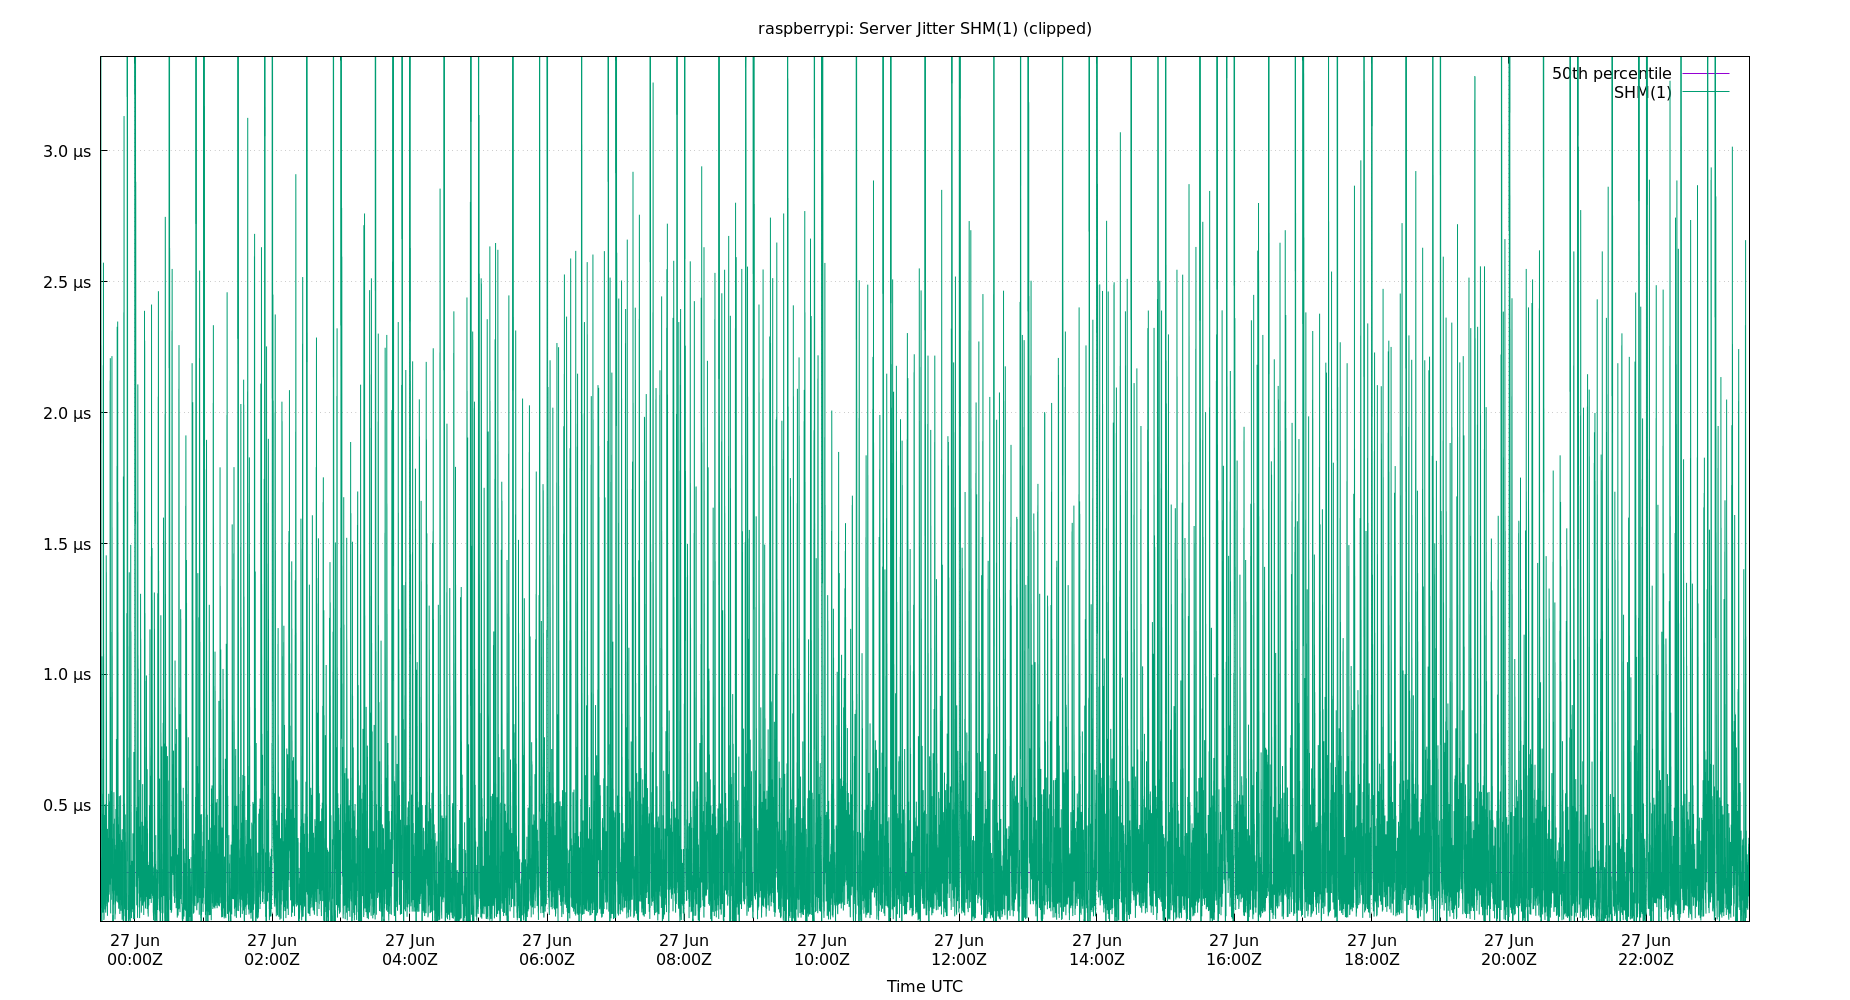 raspberrypi: Server Jitter SHM(1) (clipped)
50th percentile
SHM(1)
3.0 µs
2.5 µs
2.0 µs
1.5 µs
1.0 µs
0.5 µs
27 Jun 27 Jun 27 Jun 27 Jun 27 Jun 27 Jun 27 Jun 27 Jun 27 Jun 27 Jun 27 Jun 27 Jun
00:00Z 02:00Z 04:00Z 06:00Z 08:00Z 10:00Z 12:00Z 14:00Z 16:00Z 18:00Z 20:00Z 22:00Z
Time UTC